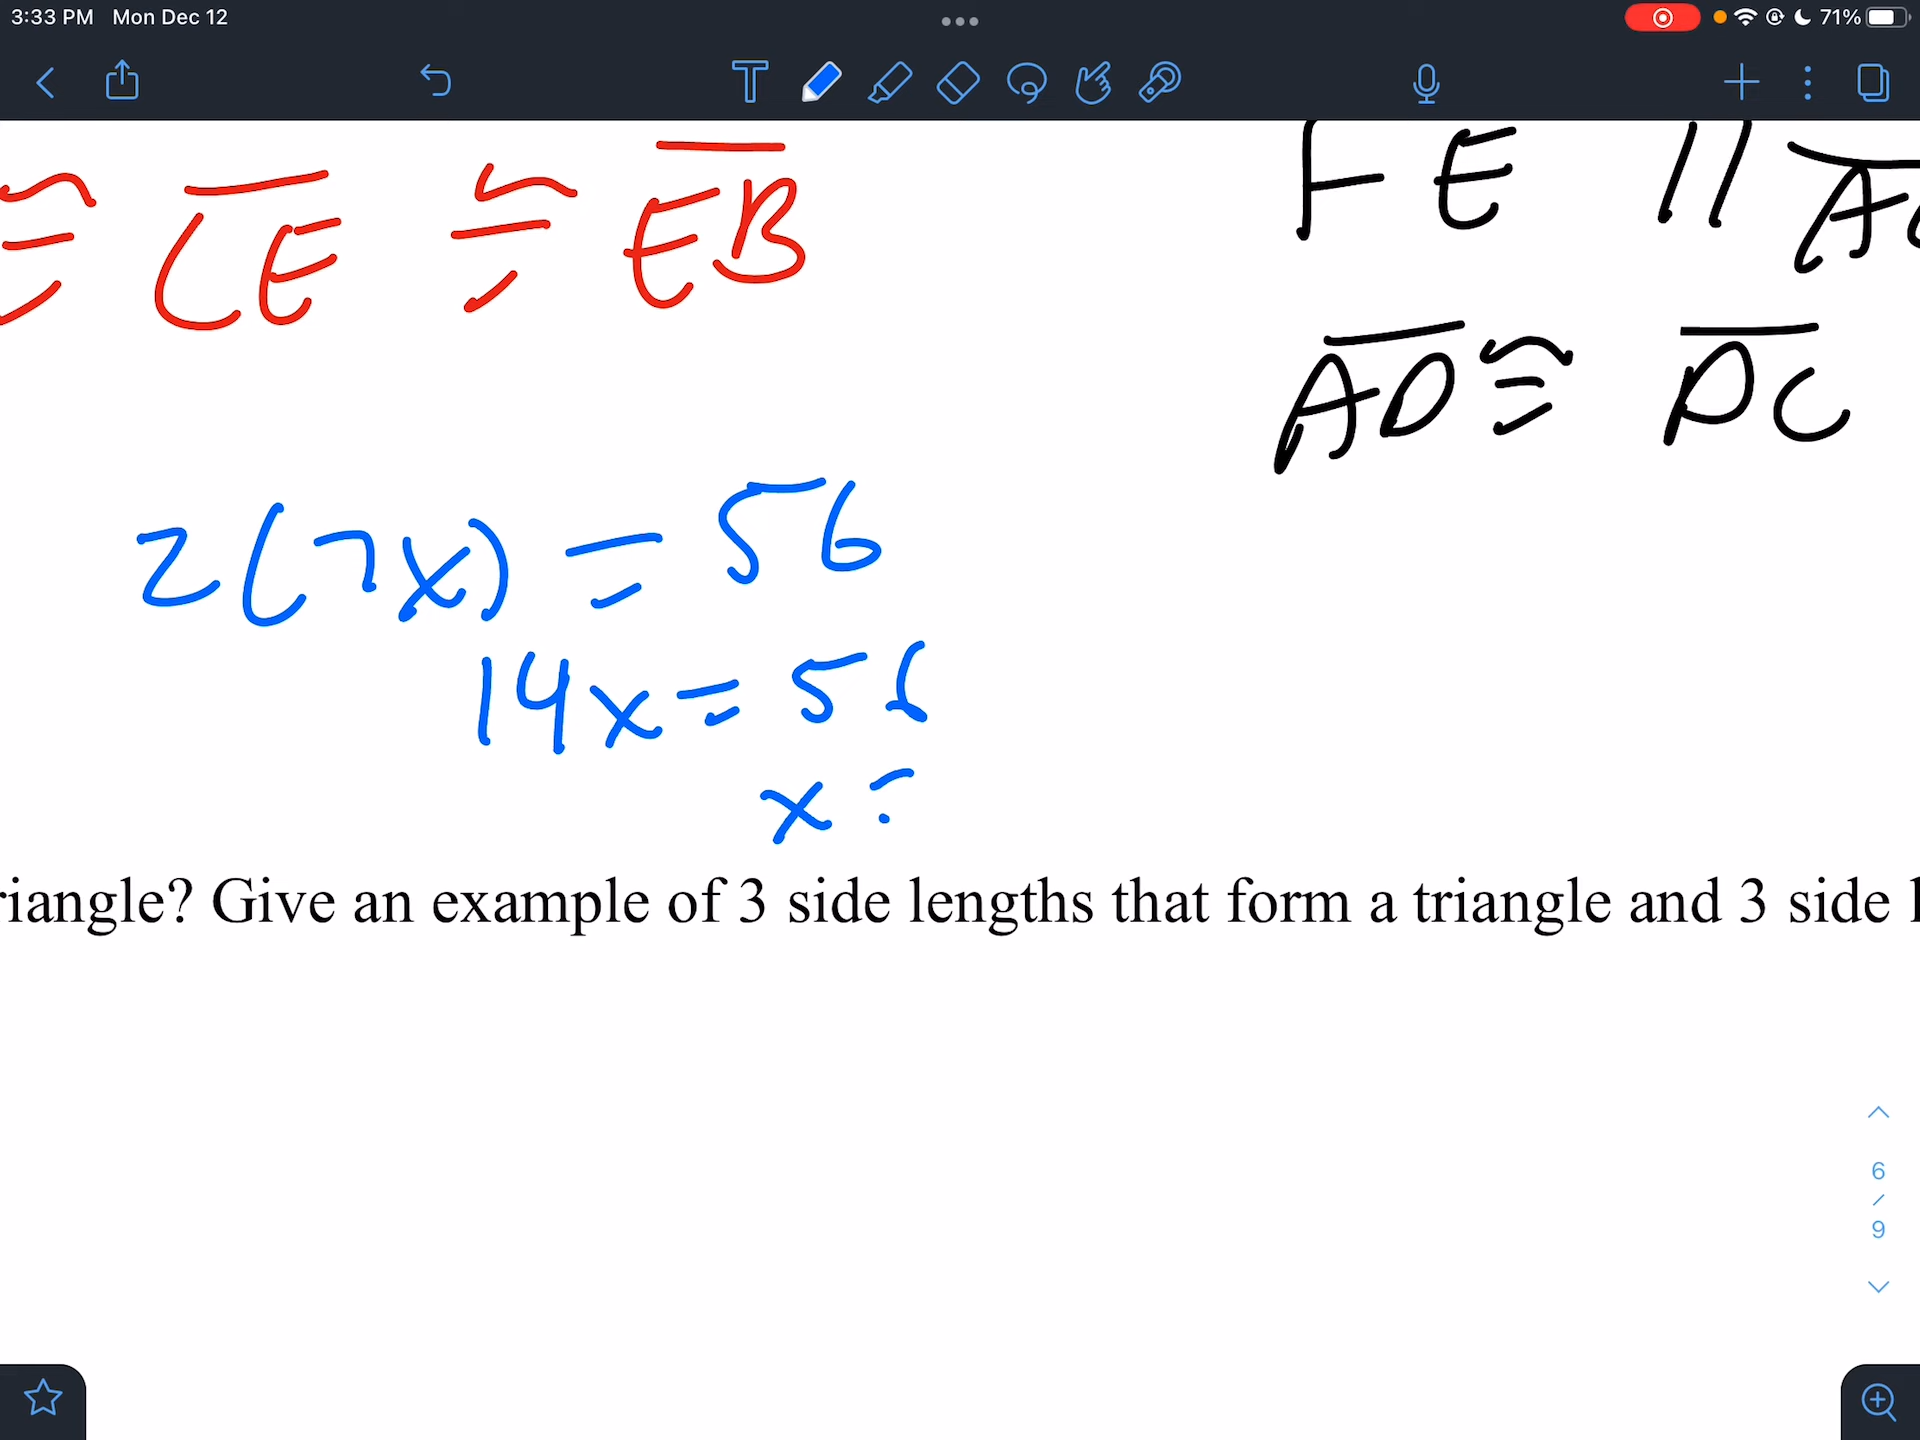 3:33 PM Mon Dec 12
71%
≅ CE ≅ EB
FE || A
AD ≅ DC
2(7x) = 56
14x = 56
x =
riangle? Give an example of 3 side lengths that form a triangle and 3 side l
6
/
9